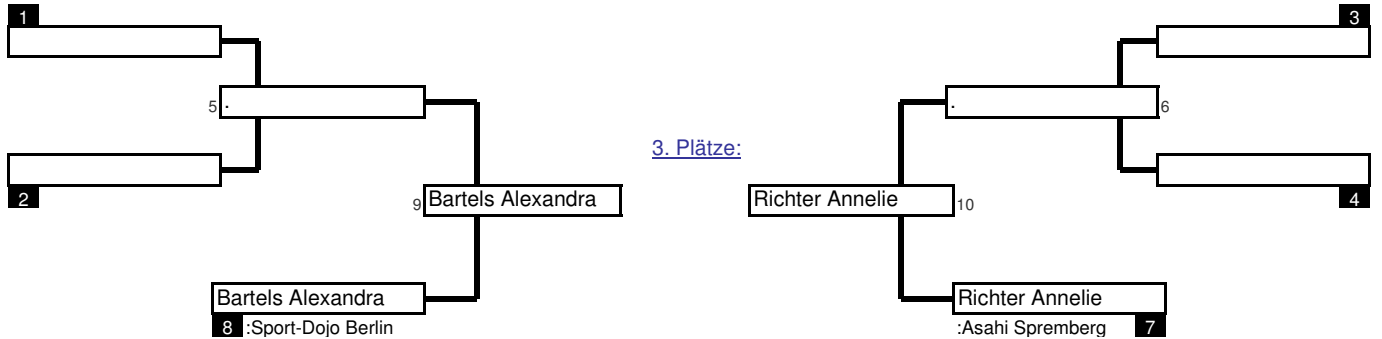 1
3
5 . . 6
3. Plätze:
2
4
9 Bartels Alexandra Richter Annelie 10
Bartels Alexandra Richter Annelie
8 :Sport-Dojo Berlin :Asahi Spremberg 7